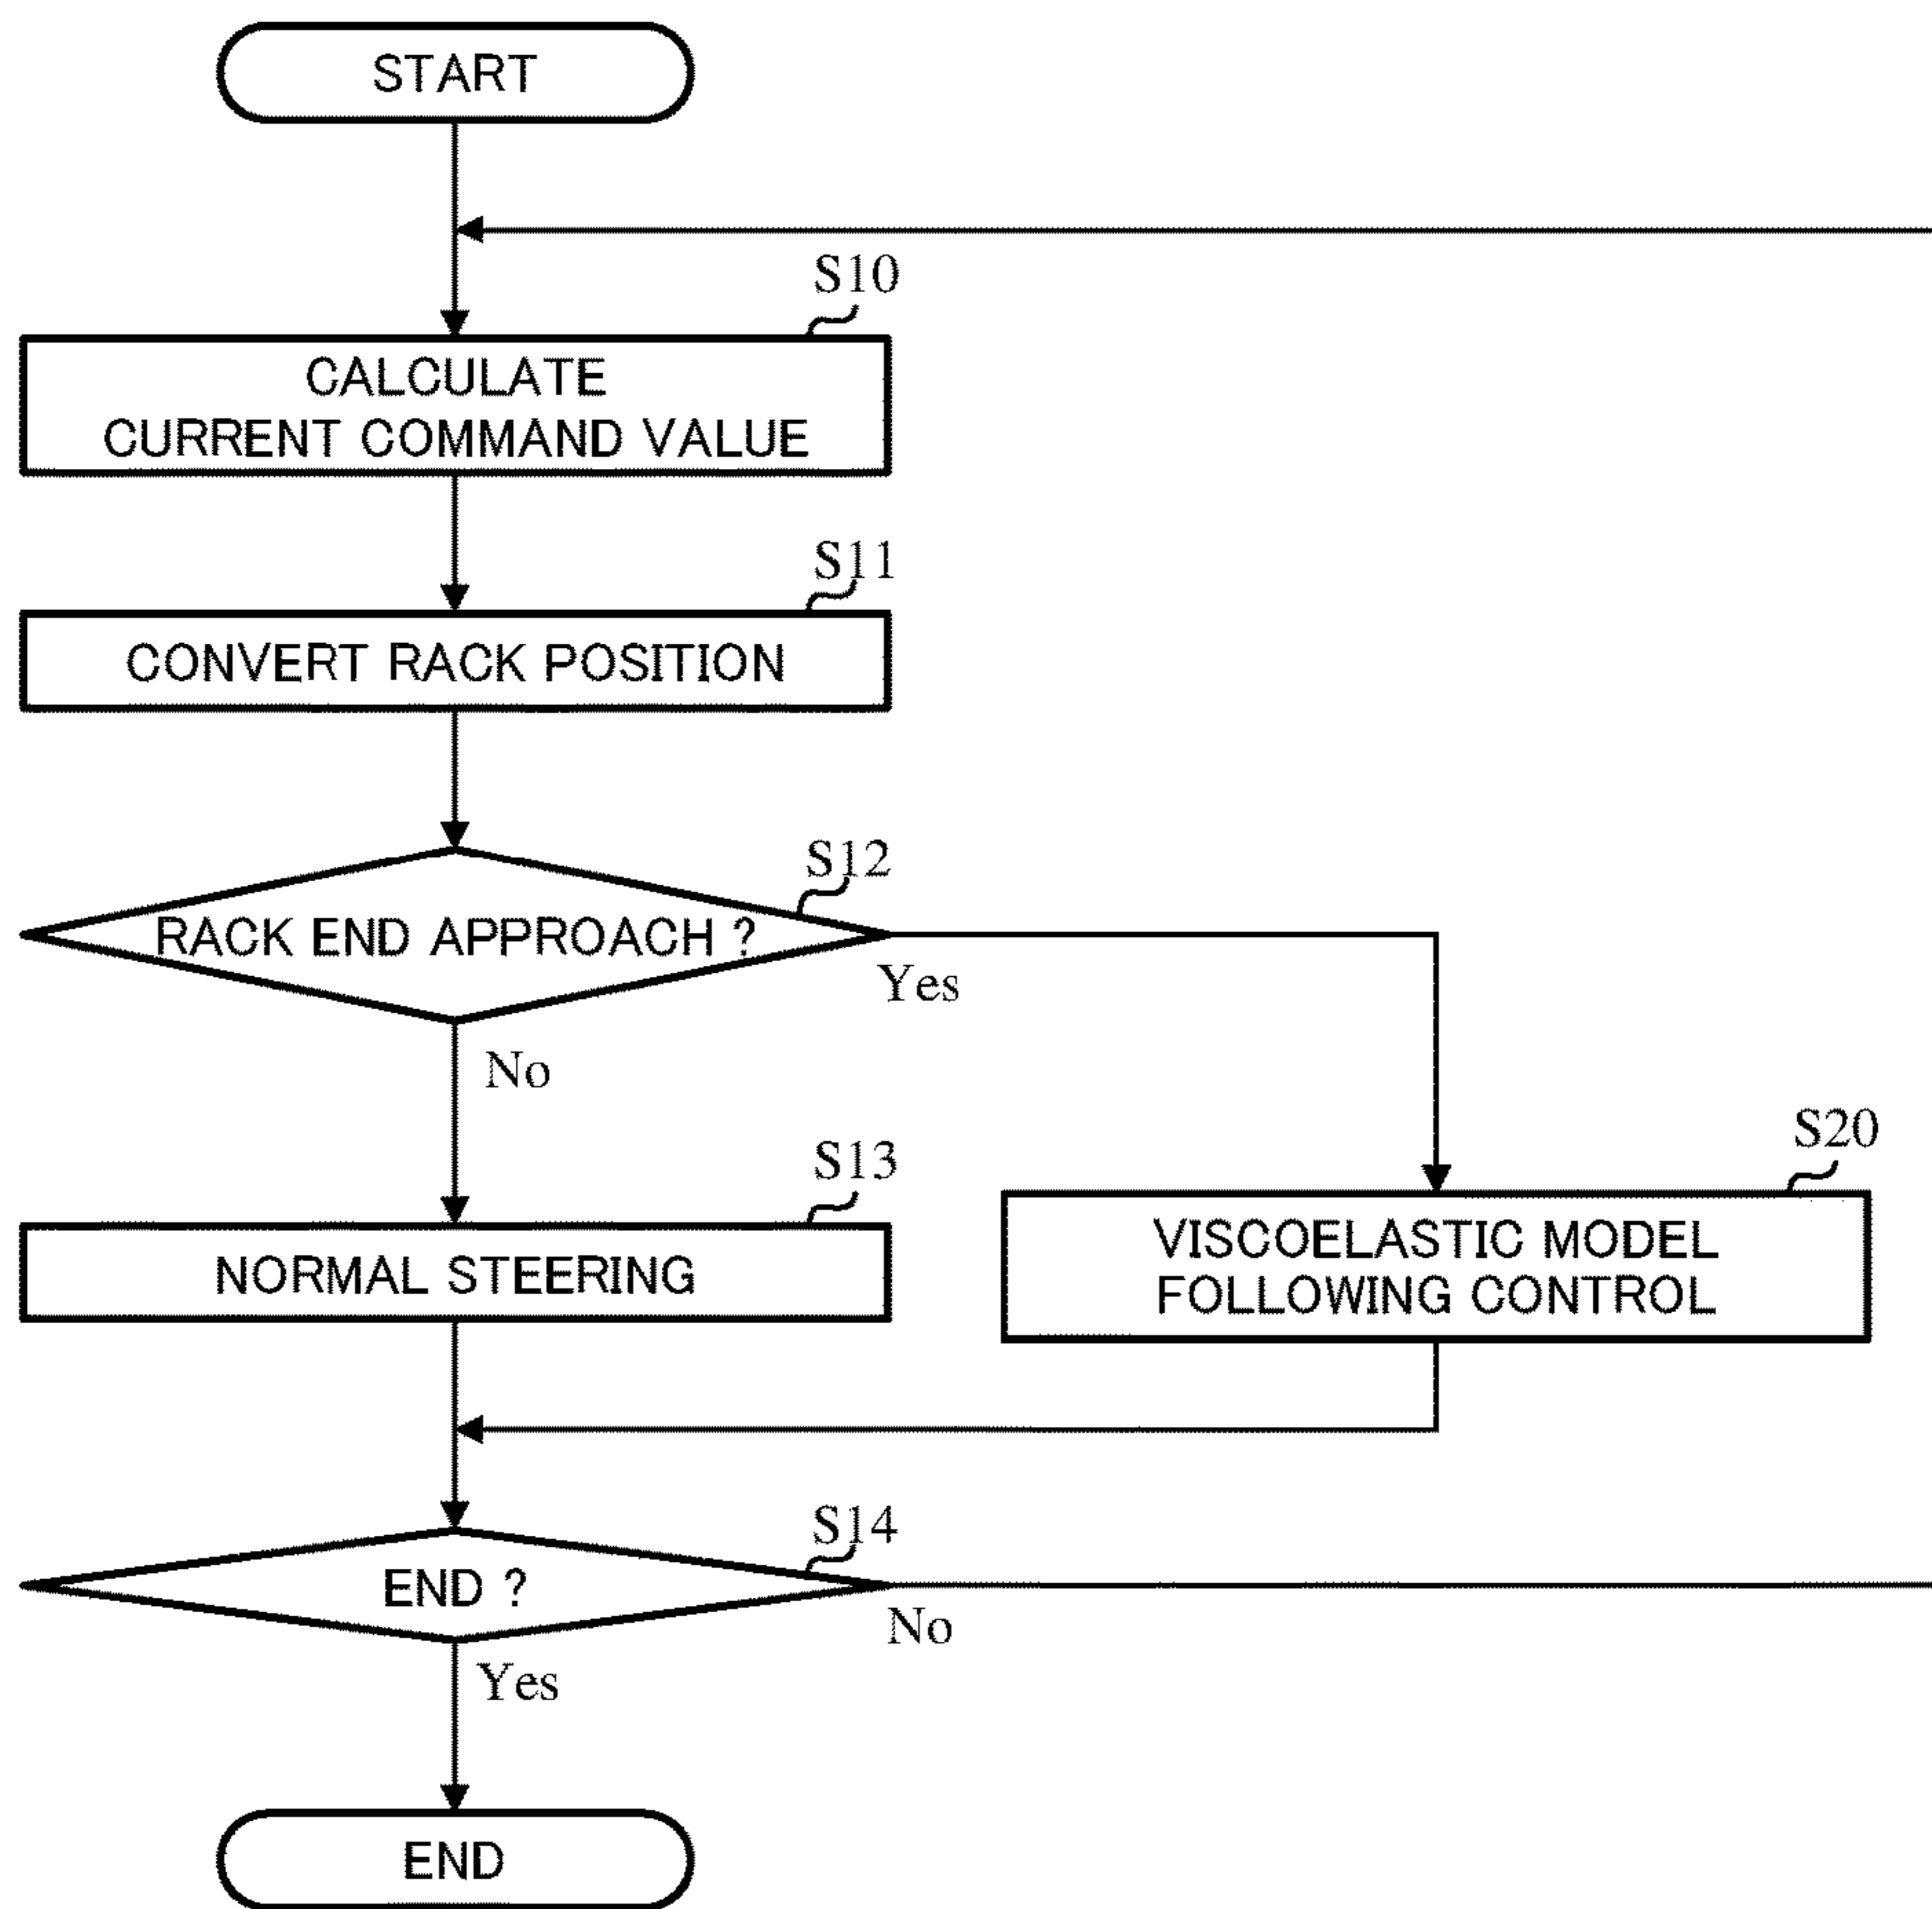 START
S10
CALCULATE
CURRENT COMMAND VALUE
S11
CONVERT RACK POSITION
S12
RACK END APPROACH ?
Yes
No
S13
NORMAL STEERING
S20
VISCOELASTIC MODEL
FOLLOWING CONTROL
S14
END ?
No
Yes
END